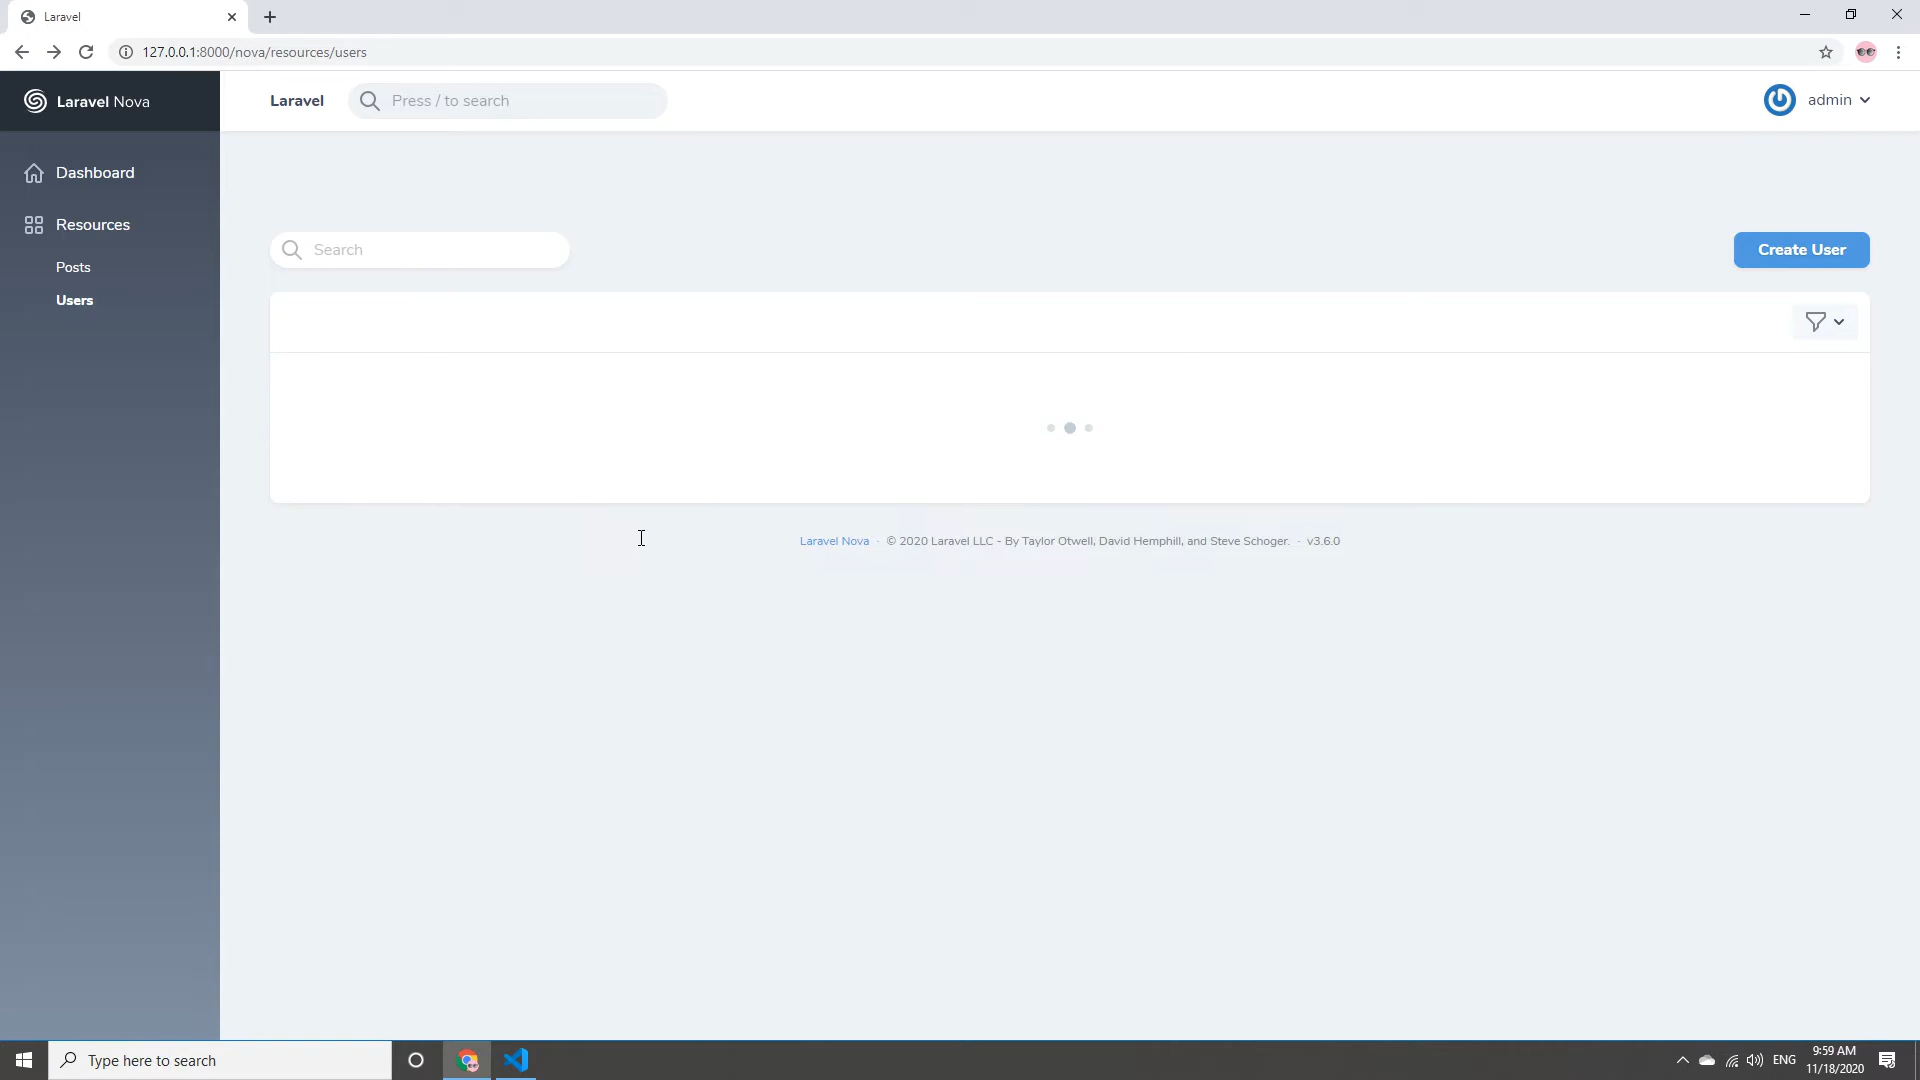 Laravel
127.0.0.1:8000/nova/resources/users
Laravel Nova
Laravel
Press / to search
admin
Dashboard
Resources
Posts
Users
Search
Create User
Laravel Nova · © 2020 Laravel LLC - By Taylor Otwell, David Hemphill, and Steve Schoger. · v3.6.0
Type here to search
ENG
9:59 AM
11/18/2020